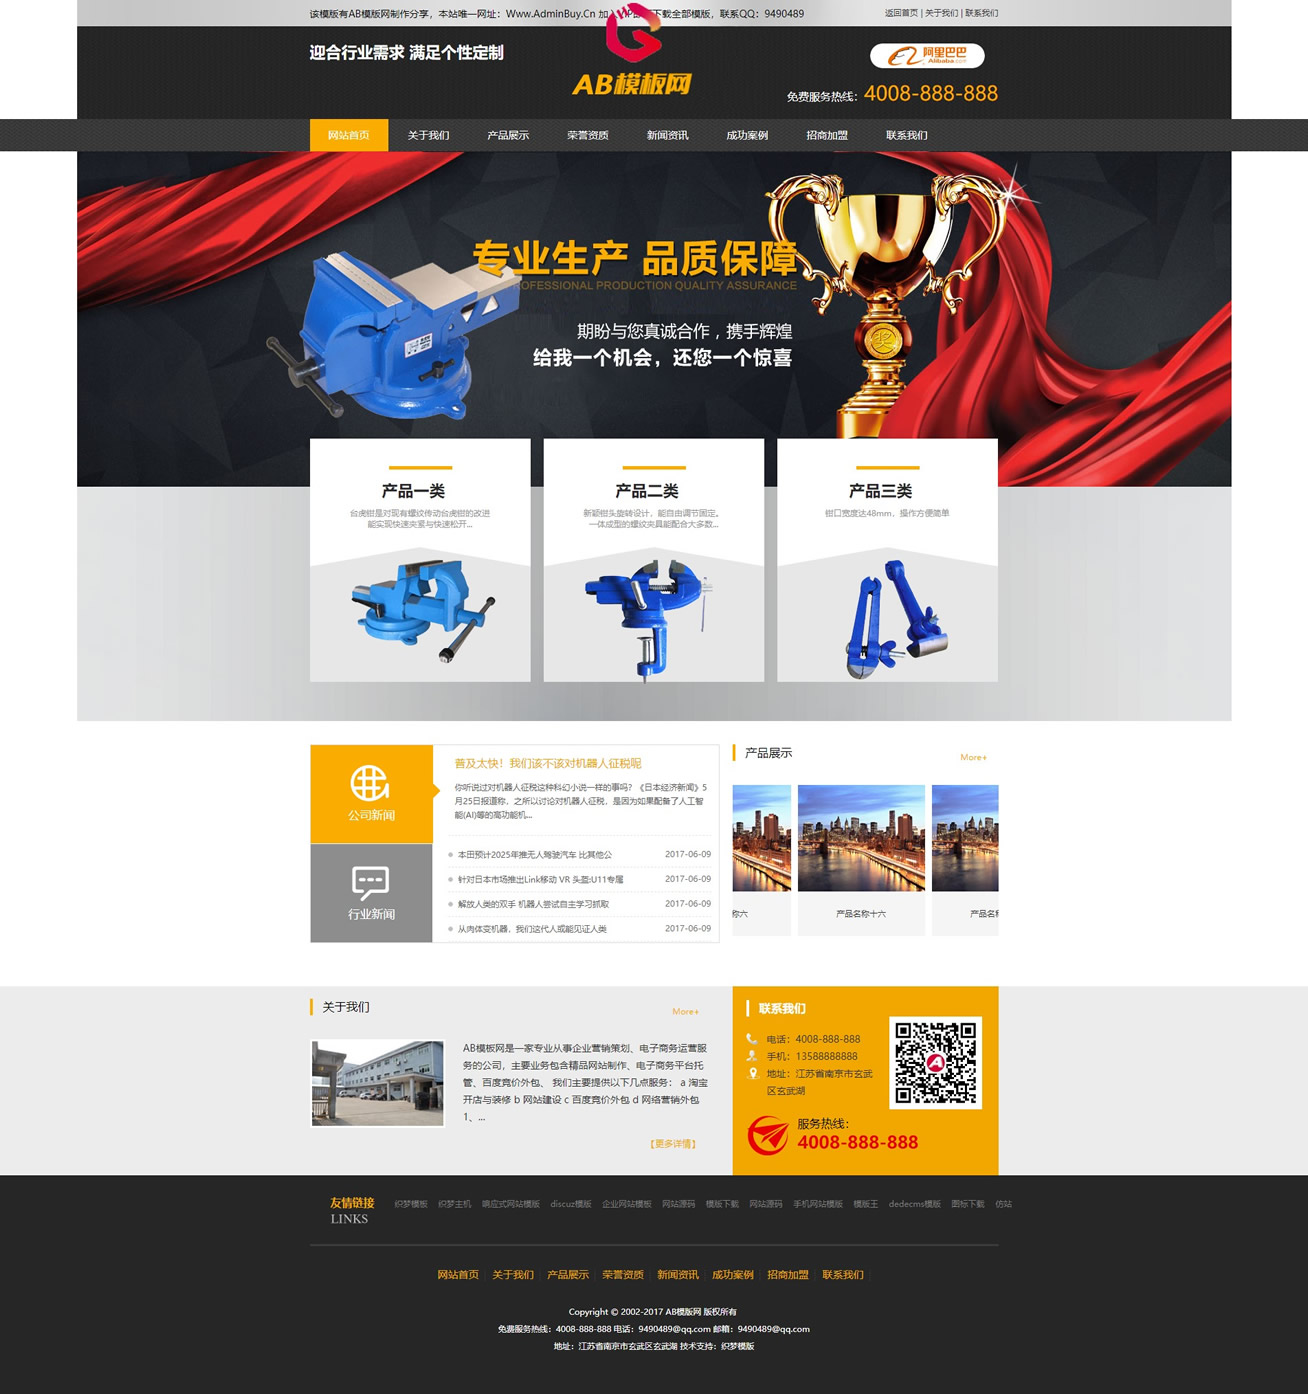 该模版有AB模版网制作分享，本站唯一网址：Www.AdminBuy.Cn 加 下载全部模版，联系QQ：9490489
返回首页 | 关于我们 | 联系我们
迎合行业需求 满足个性定制
AB模板网
阿里巴巴
Alibaba.com
免费服务热线：4008-888-888
网站首页 关于我们 产品展示 荣誉资质 新闻资讯 成功案例 招商加盟 联系我们
专业生产 品质保障
ROFESSIONAL PRODUCTION QUALITY ASSURANCE
期盼与您真诚合作，携手辉煌
给我一个机会，还您一个惊喜
奖
产品一类
台虎钳是对现有螺纹传动台虎钳的改进
能实现快速夹紧与快速松开...
产品二类
新颖钳头旋转设计，能自由调节固定。
一体成型的螺纹夹具能配合大多数...
产品三类
钳口宽度达48mm，操作方便简单
公司新闻
行业新闻
普及太快！我们该不该对机器人征税呢
你听说过对机器人征税这种科幻小说一样的事吗？《日本经济新闻》5
月25日报道称，之所以讨论对机器人征税，是因为如果配备了人工智
能(AI)等的高功能机...
本田预计2025年推无人驾驶汽车 比其他公 2017-06-09
针对日本市场推出Link移动 VR 头盔:U11专属 2017-06-09
解放人类的双手 机器人尝试自主学习抓取 2017-06-09
从肉体变机器，我们这代人或能见证人类 2017-06-09
产品展示
More+
称六
产品名称十六
产品名称
关于我们
More+
AB模板网是一家专业从事企业营销策划、电子商务运营服
务的公司，主要业务包含精品网站制作、电子商务平台托
管、百度竞价外包、 我们主要提供以下几点服务： a 淘宝
开店与装修 b 网站建设 c 百度竞价外包 d 网络营销外包
1、...
【更多详情】
联系我们
电话：4008-888-888
手机：13588888888
地址：江苏省南京市玄武
区玄武湖
服务热线：
4008-888-888
友情链接
LINKS
织梦模板 织梦主机 响应式网站模版 discuz模版 企业网站模板 网站源码 模版下载 网站源码 手机网站模版 模版王 dedecms模版 图标下载 仿站
网站首页 关于我们 产品展示 荣誉资质 新闻资讯 成功案例 招商加盟 联系我们
Copyright © 2002-2017 AB模版网 版权所有
免费服务热线：4008-888-888 电话：9490489@qq.com 邮箱：9490489@qq.com
地址：江苏省南京市玄武区玄武湖 技术支持：织梦模版